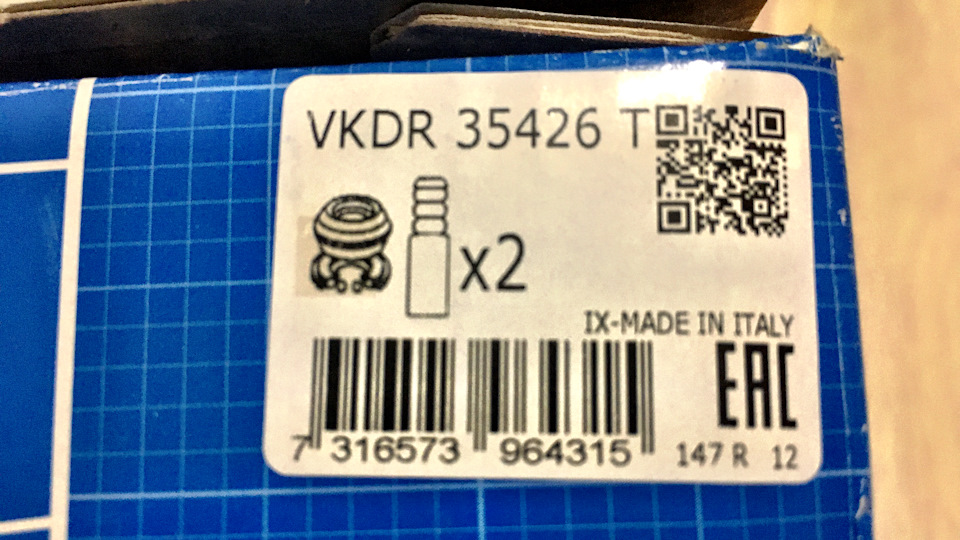 VKDR 35426 T
x2
IX-MADE IN ITALY
EAC
7 316573 964315
147 R 12